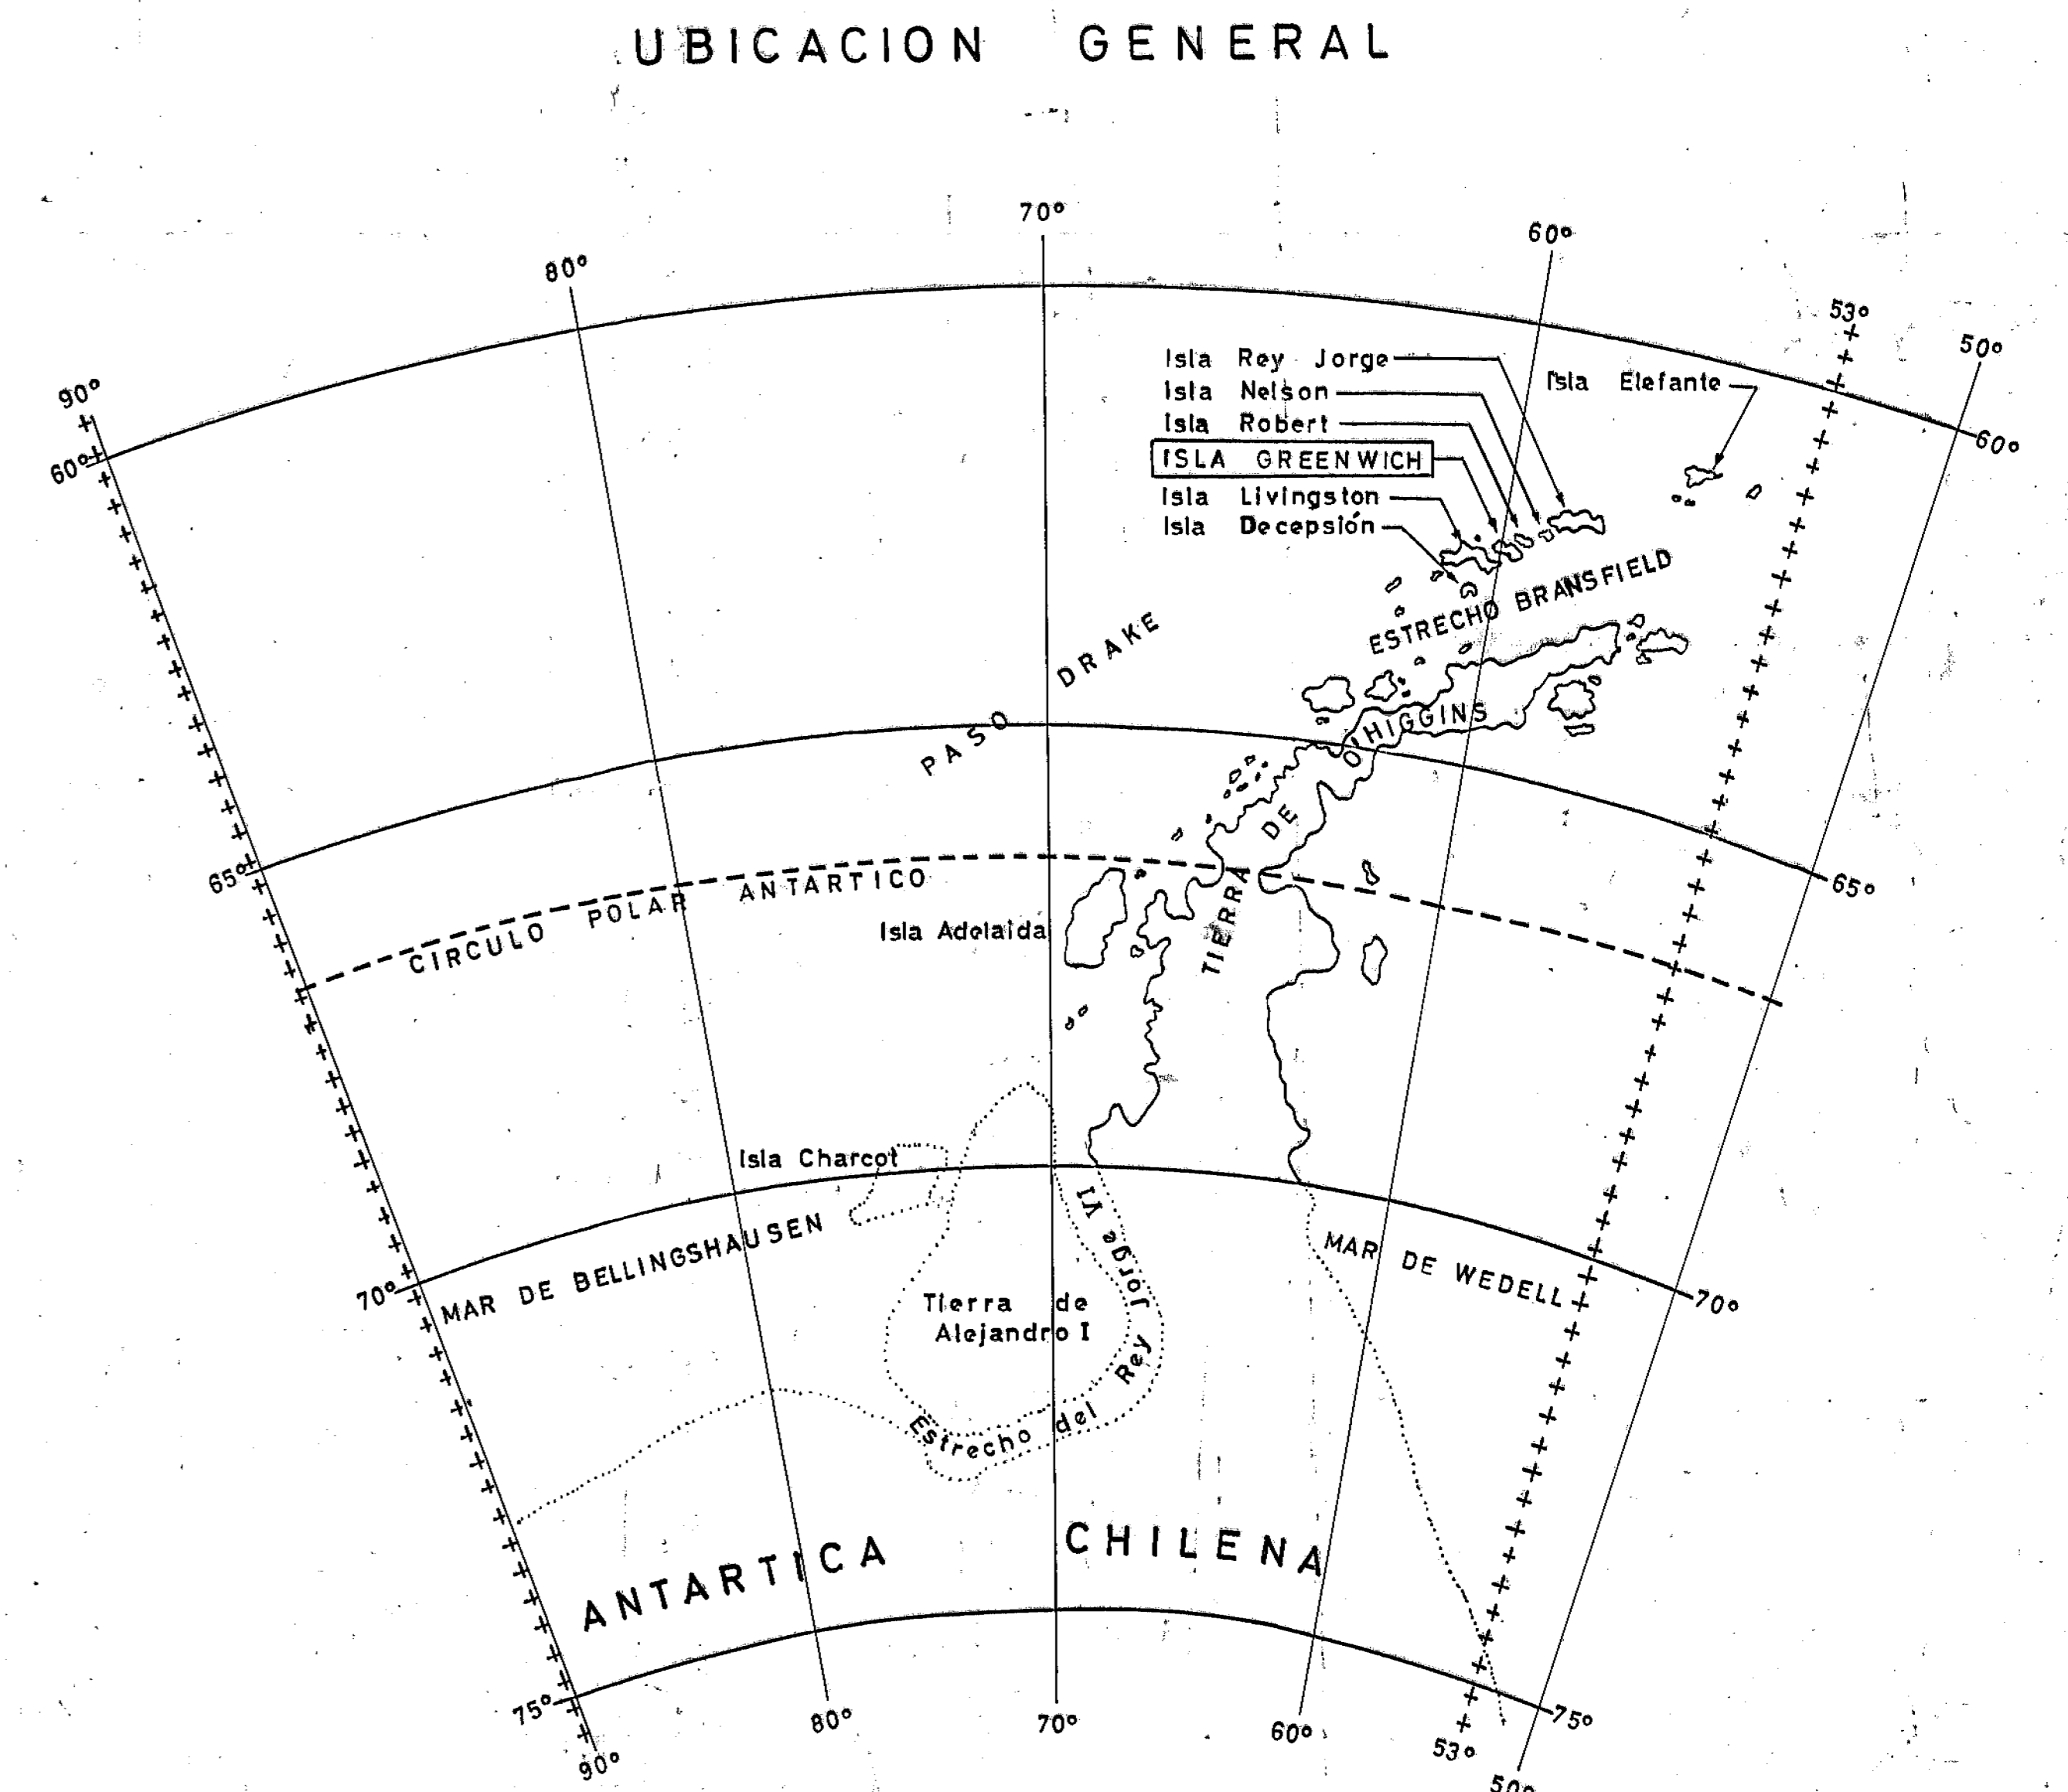 UBICACION GENERAL
70°
60°
80°
53°
50°
90°
Isla Rey Jorge
Isla Elefante
Isla Nelson
Isla Robert
ISLA GREENWICH
60°
60°
Isla Livingston
Isla Decepsión
ESTRECHO BRANSFIELD
PASO DRAKE
TIERRA DE O'HIGGINS
65°
65°
CIRCULO POLAR ANTARTICO
Isla Adelaida
Isla Charcot
MAR DE BELLINGSHAUSEN
MAR DE WEDELL
70°
70°
Tierra de
Alejandro I
Estrecho del Rey Jorge VI
ANTARTICA CHILENA
75°
75°
80°
70°
60°
53°
90°
50°